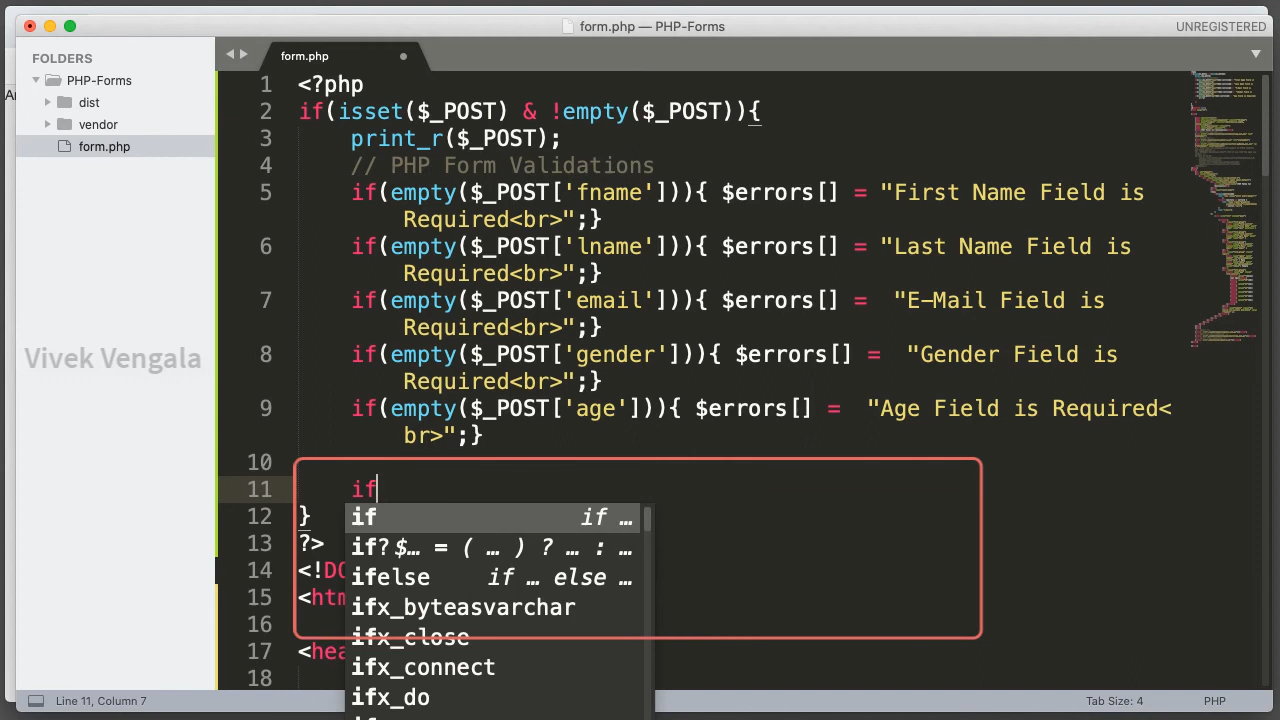 form.php — PHP-Forms
UNREGISTERED
FOLDERS
PHP-Forms
dist
vendor
form.php
Vivek Vengala
form.php
1 <?php
2 if(isset($_POST) & !empty($_POST)){
3 print_r($_POST);
4 // PHP Form Validations
5 if(empty($_POST['fname'])){ $errors[] = "First Name Field is
Required<br>";}
6 if(empty($_POST['lname'])){ $errors[] = "Last Name Field is
Required<br>";}
7 if(empty($_POST['email'])){ $errors[] = "E-Mail Field is
Required<br>";}
8 if(empty($_POST['gender'])){ $errors[] = "Gender Field is
Required<br>";}
9 if(empty($_POST['age'])){ $errors[] = "Age Field is Required<
br>";}
10
11 if
12 }
13 ?>
14 <!DO
15 <htm
16
17 <hea
18
if if …
if? $… = ( … ) ? … : …
ifelse if … else …
ifx_byteasvarchar
ifx_close
ifx_connect
ifx_do
Line 11, Column 7
Tab Size: 4
PHP